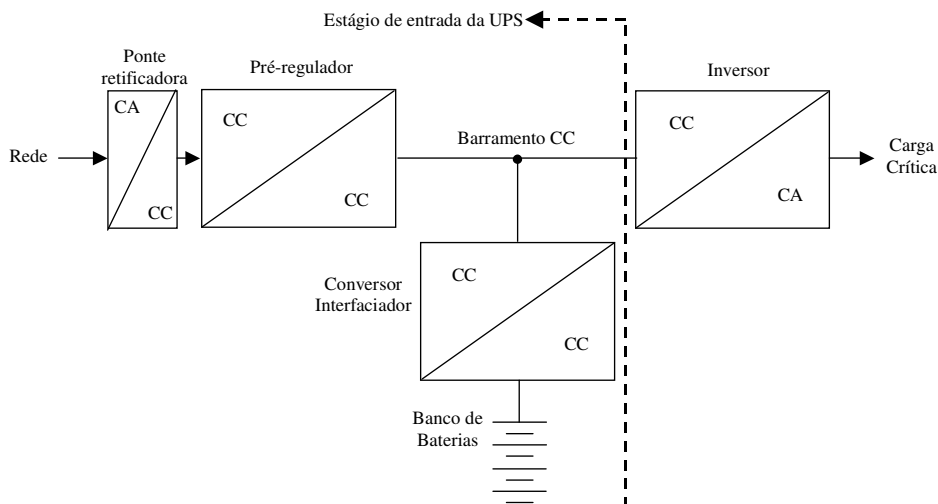 Estágio de entrada da UPS
Ponte
retificadora
Pré-regulador
Inversor
CA
CC
CC
CC
CC
CA
Rede
Barramento CC
Carga
Crítica
Conversor
Interfaciador
CC
CC
Banco de
Baterias